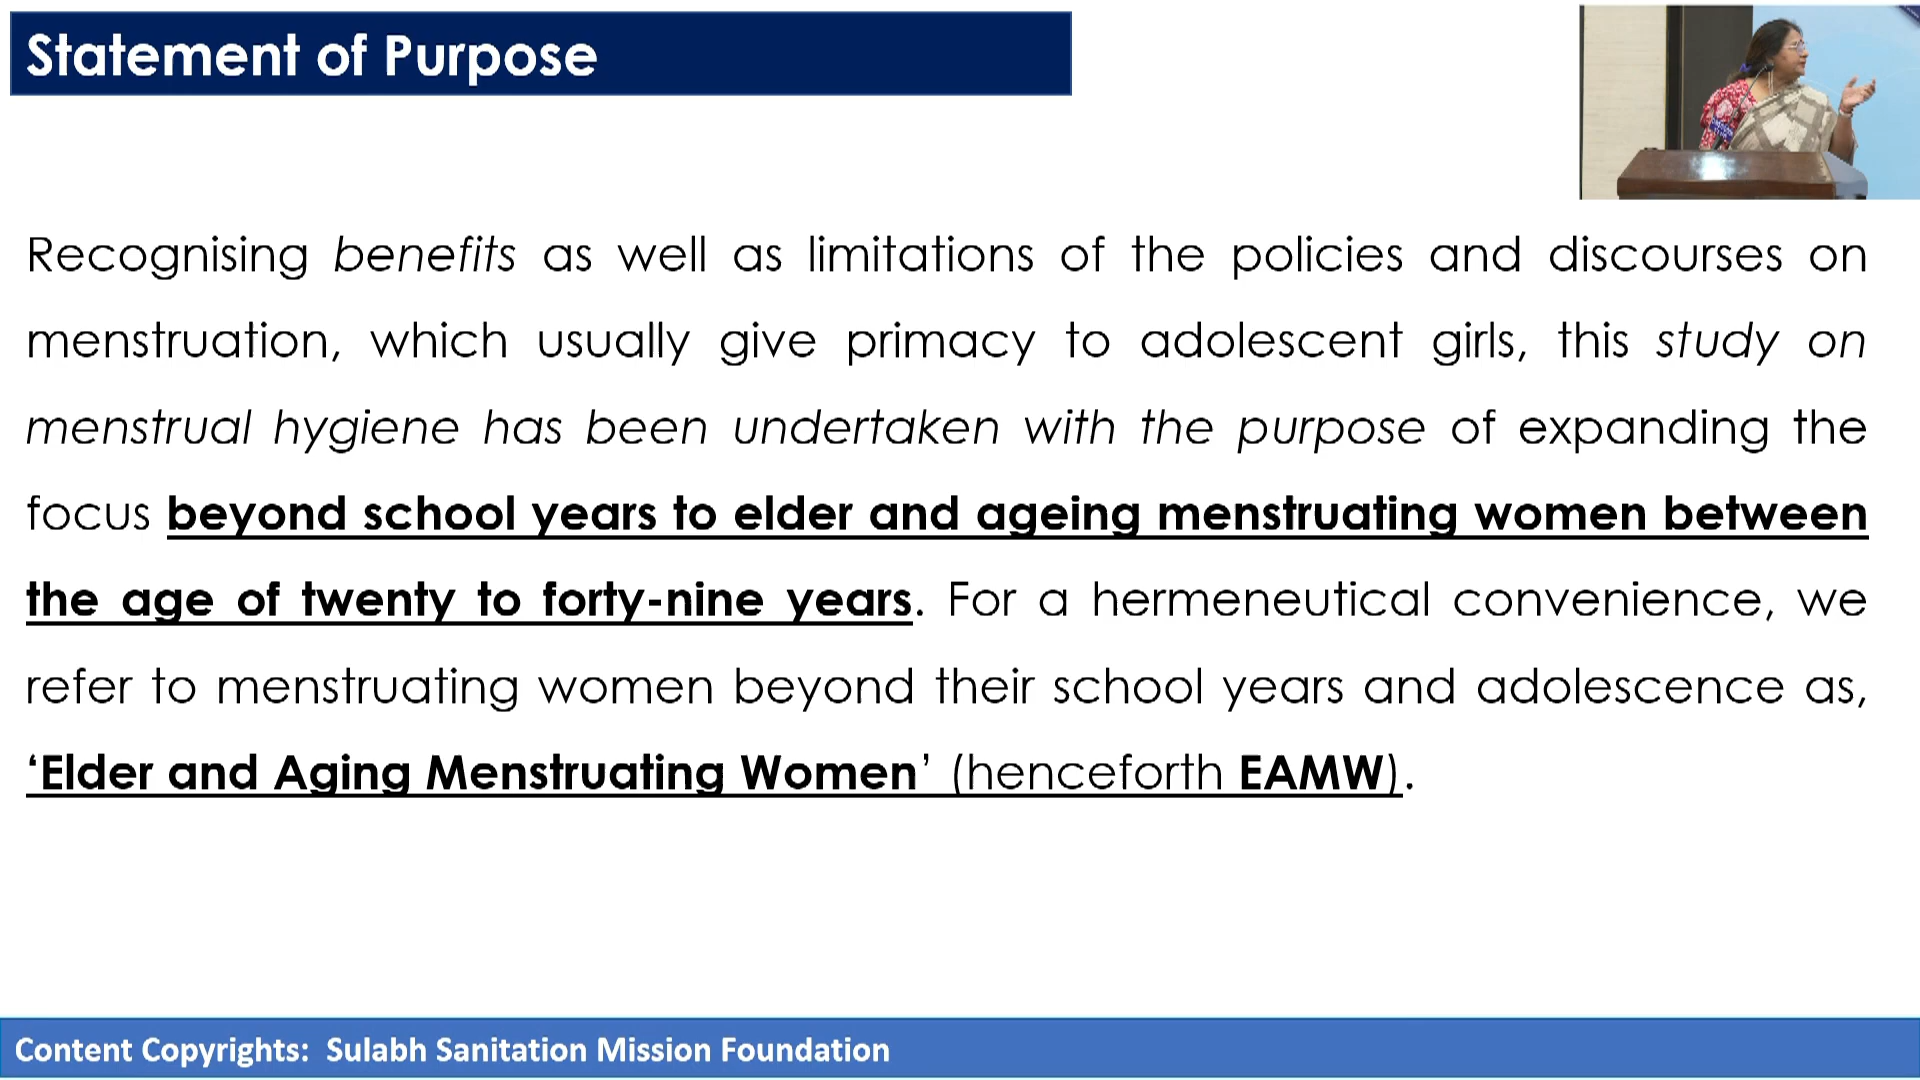 Statement of Purpose
Recognising benefits as well as limitations of the policies and discourses on
menstruation, which usually give primacy to adolescent girls, this study on
menstrual hygiene has been undertaken with the purpose of expanding the
focus beyond school years to elder and ageing menstruating women between
the age of twenty to forty-nine years. For a hermeneutical convenience, we
refer to menstruating women beyond their school years and adolescence as,
‘Elder and Aging Menstruating Women’ (henceforth EAMW).
Content Copyrights: Sulabh Sanitation Mission Foundation